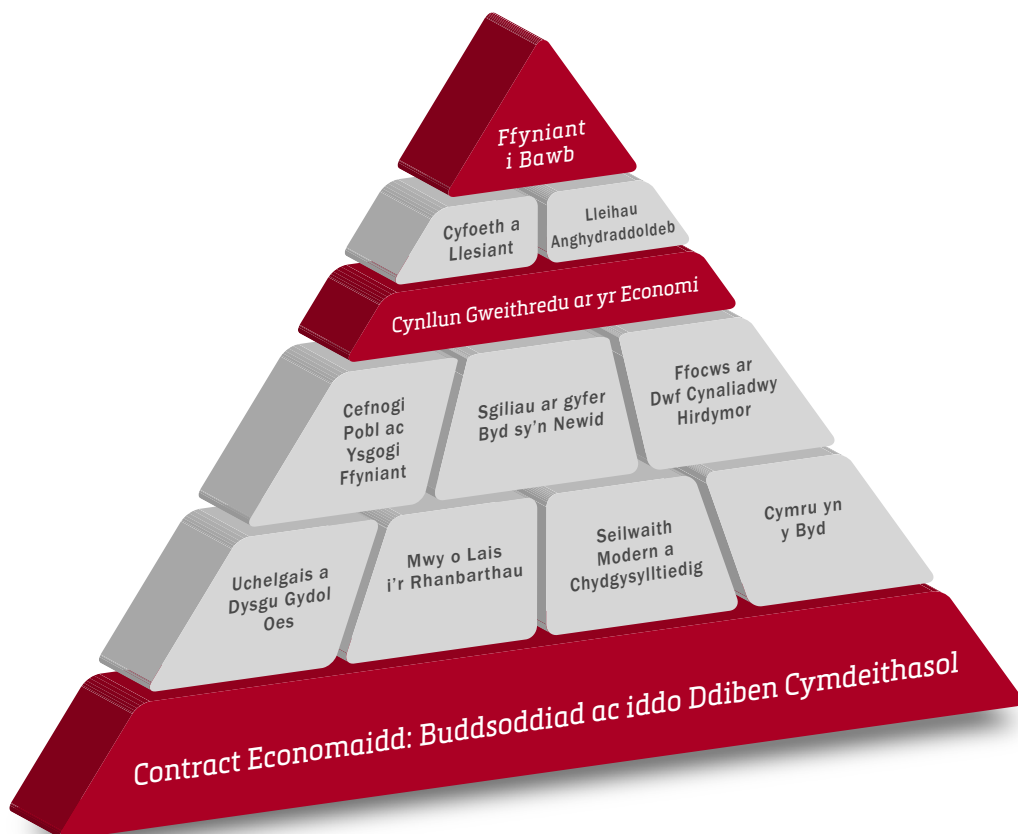 Ffyniant
i Bawb
Cyfoeth a
Llesiant
Lleihau
Anghydraddoldeb
Cynllun Gweithredu ar yr Economi
Cefnogi
Pobl ac
Ysgogi
Ffyniant
Sgiliau ar gyfer
Byd sy'n Newid
Ffocws ar
Dwf Cynaliadwy
Hirdymor
Uchelgais a
Dysgu Gydol
Oes
Mwy o Lais
i'r Rhanbarthau
Seilwaith
Modern a
Chydgysylltiedig
Cymru yn
y Byd
Contract Economaidd: Buddsoddiad ac iddo Ddiben Cymdeithasol